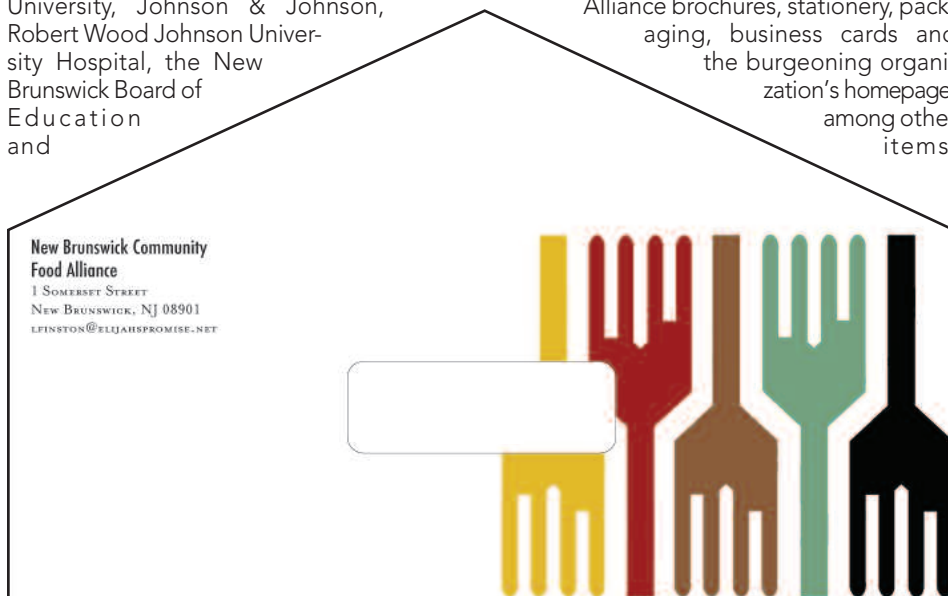 University, Johnson & Johnson,
Robert Wood Johnson Univer-
sity Hospital, the New
Brunswick Board of
Education
and
Alliance brochures, stationery, pack
aging, business cards and
the burgeoning organi
zation's homepage
among othe
items
New Brunswick Community
Food Alliance
1 Somerset Street
New Brunswick, NJ 08901
lfinston@elijahspromise.net